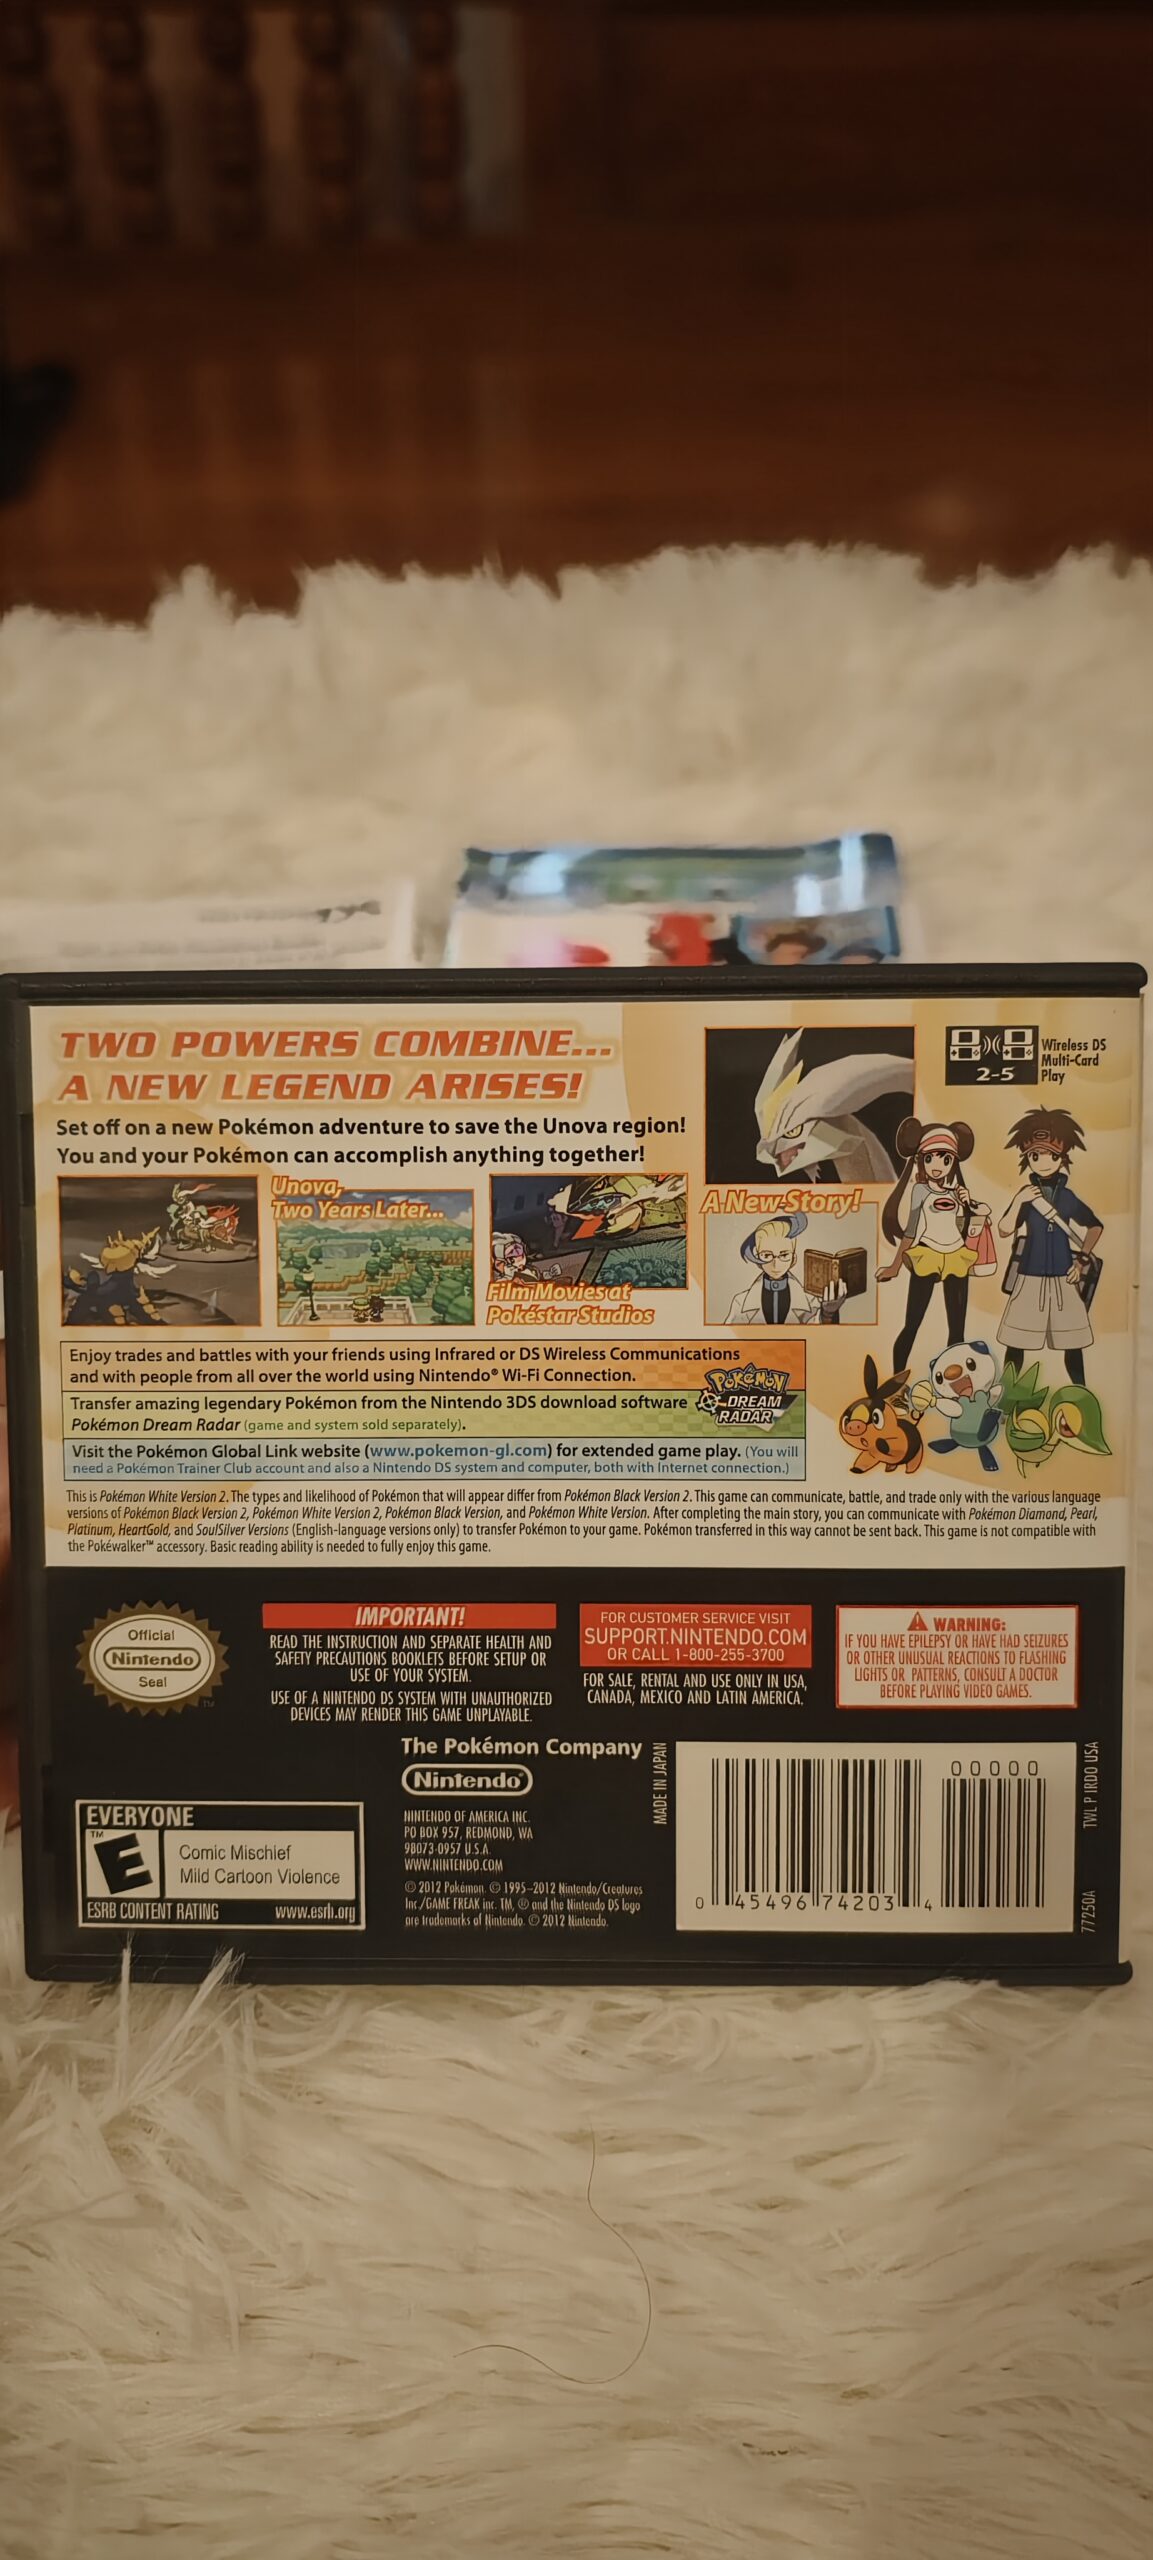 TWO POWERS COMBINE...
A NEW LEGEND ARISES!
Set off on a new Pokémon adventure to save the Unova region!
You and your Pokémon can accomplish anything together!
Wireless DS
Multi-Card
Play
2-5
Unova,
Two Years Later...
Film Movies at
Pokéstar Studios
A New Story!
Enjoy trades and battles with your friends using Infrared or DS Wireless Communications
and with people from all over the world using Nintendo® Wi-Fi Connection.
Transfer amazing legendary Pokémon from the Nintendo 3DS download software
Pokémon Dream Radar (game and system sold separately).
POKéMON
DREAM
RADAR
Visit the Pokémon Global Link website (www.pokemon-gl.com) for extended game play. (You will
need a Pokémon Trainer Club account and also a Nintendo DS system and computer, both with Internet connection.)
This is Pokémon White Version 2. The types and likelihood of Pokémon that will appear differ from Pokémon Black Version 2. This game can communicate, battle, and trade only with the various language
versions of Pokémon Black Version 2, Pokémon White Version 2, Pokémon Black Version, and Pokémon White Version. After completing the main story, you can communicate with Pokémon Diamond, Pearl,
Platinum, HeartGold, and SoulSilver Versions (English-language versions only) to transfer Pokémon to your game. Pokémon transferred in this way cannot be sent back. This game is not compatible with
the Pokéwalker™ accessory. Basic reading ability is needed to fully enjoy this game.
Official
Nintendo
Seal
TM
IMPORTANT!
READ THE INSTRUCTION AND SEPARATE HEALTH AND
SAFETY PRECAUTIONS BOOKLETS BEFORE SETUP OR
USE OF YOUR SYSTEM.
USE OF A NINTENDO DS SYSTEM WITH UNAUTHORIZED
DEVICES MAY RENDER THIS GAME UNPLAYABLE.
FOR CUSTOMER SERVICE VISIT
SUPPORT.NINTENDO.COM
OR CALL 1-800-255-3700
FOR SALE, RENTAL AND USE ONLY IN USA,
CANADA, MEXICO AND LATIN AMERICA.
WARNING:
IF YOU HAVE EPILEPSY OR HAVE HAD SEIZURES
OR OTHER UNUSUAL REACTIONS TO FLASHING
LIGHTS OR PATTERNS, CONSULT A DOCTOR
BEFORE PLAYING VIDEO GAMES.
EVERYONE
TM
E
Comic Mischief
Mild Cartoon Violence
ESRB CONTENT RATING www.esrb.org
The Pokémon Company
Nintendo®
NINTENDO OF AMERICA INC.
PO BOX 957, REDMOND, WA
98073-0957 U.S.A.
WWW.NINTENDO.COM
© 2012 Pokémon. © 1995–2012 Nintendo/Creatures
Inc./GAME FREAK inc. TM, ® and the Nintendo DS logo
are trademarks of Nintendo. © 2012 Nintendo.
MADE IN JAPAN
00000
0 45496 74203 4
TWL P IRDO USA
77250A